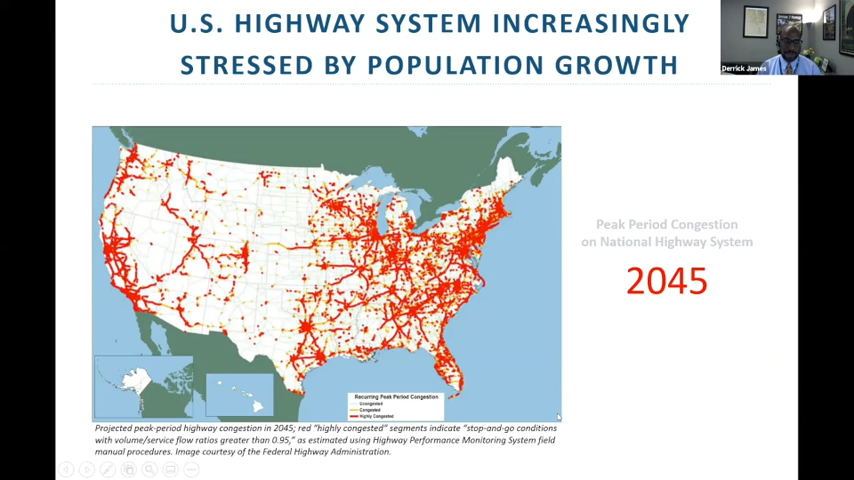 U.S. HIGHWAY SYSTEM INCREASINGLY
STRESSED BY POPULATION GROWTH
Derrick James
Peak Period Congestion
on National Highway System
2045
Recurring Peak Period Congestion
Uncongested
Congested
Highly Congested
Projected peak-period highway congestion in 2045; red "highly congested" segments indicate "stop-and-go conditions
with volume/service flow ratios greater than 0.95," as estimated using Highway Performance Monitoring System field
manual procedures. Image courtesy of the Federal Highway Administration.